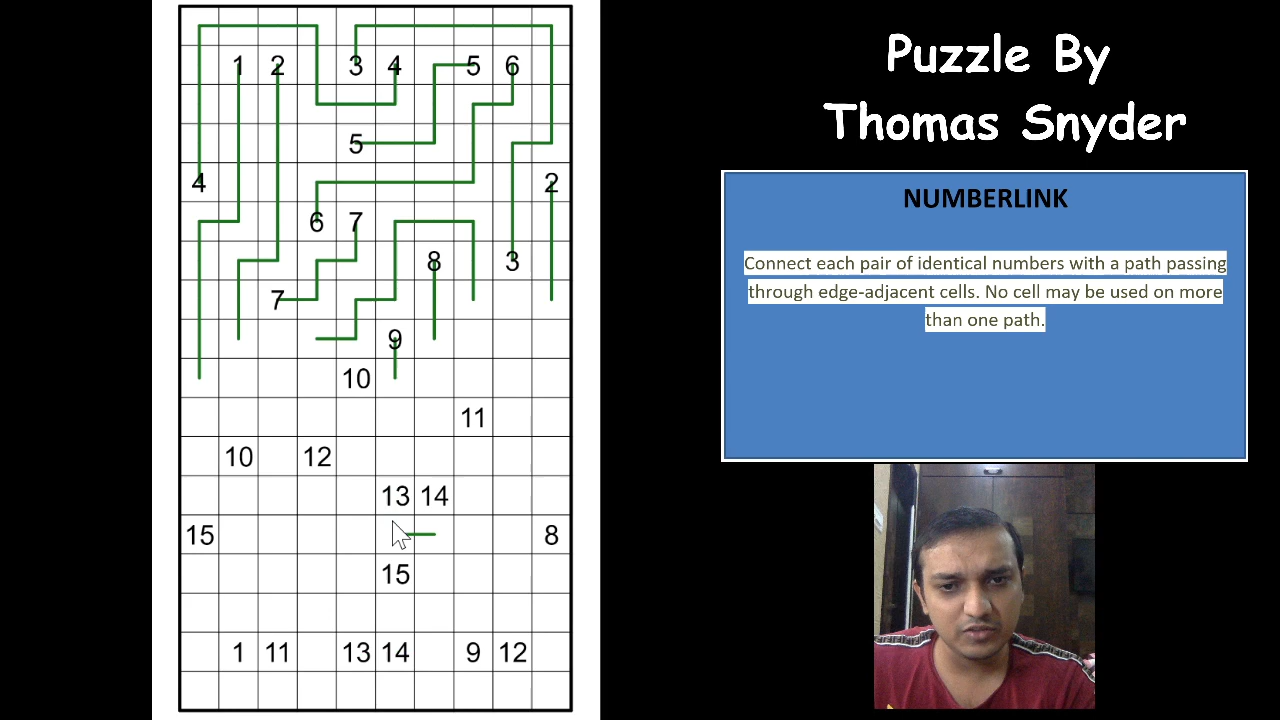 1 2 3 4 5 6
5
4 2
6 7
8 3
7
9
10
11
10 12
13 14
15 8
15
1 11 13 14 9 12
Puzzle By
Thomas Snyder
NUMBERLINK
Connect each pair of identical numbers with a path passing
through edge-adjacent cells. No cell may be used on more
than one path.